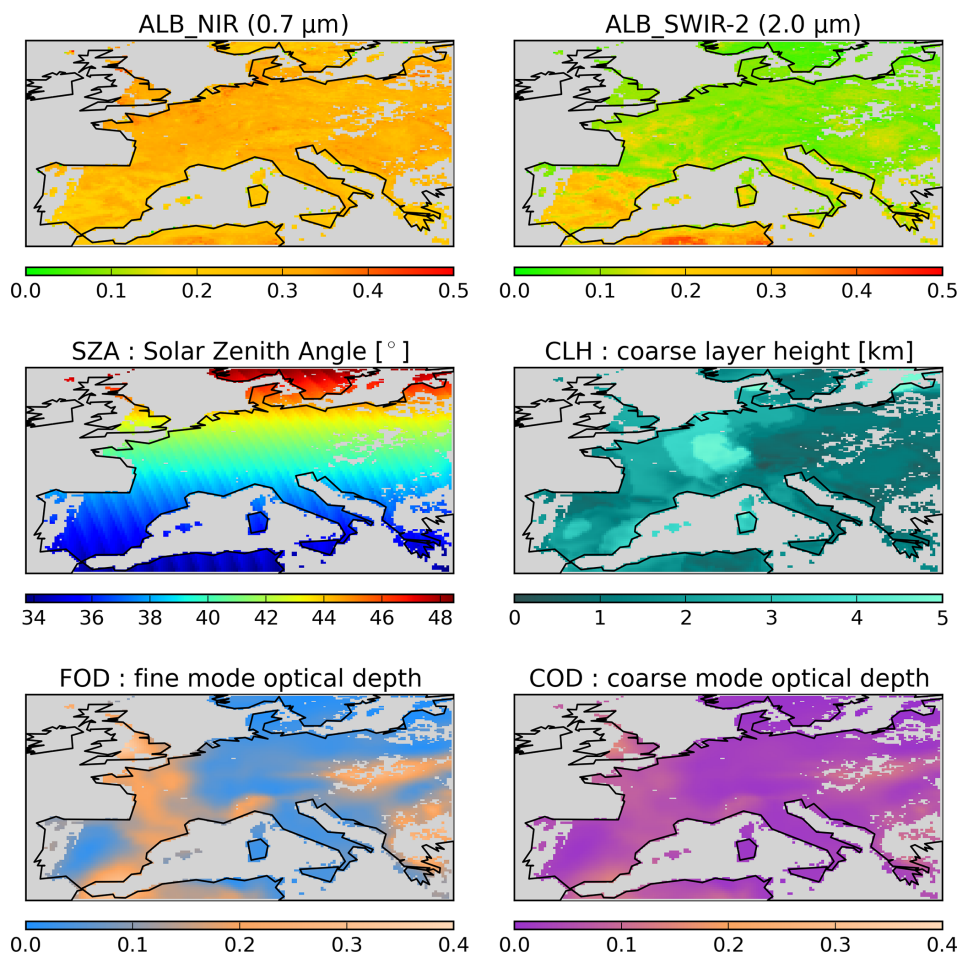 ALB_NIR (0.7 μm)
ALB_SWIR-2 (2.0 μm)
0.0 0.1 0.2 0.3 0.4 0.5
0.0 0.1 0.2 0.3 0.4 0.5
SZA : Solar Zenith Angle [°]
CLH : coarse layer height [km]
34 36 38 40 42 44 46 48
0 1 2 3 4 5
FOD : fine mode optical depth
COD : coarse mode optical depth
0.0 0.1 0.2 0.3 0.4
0.0 0.1 0.2 0.3 0.4